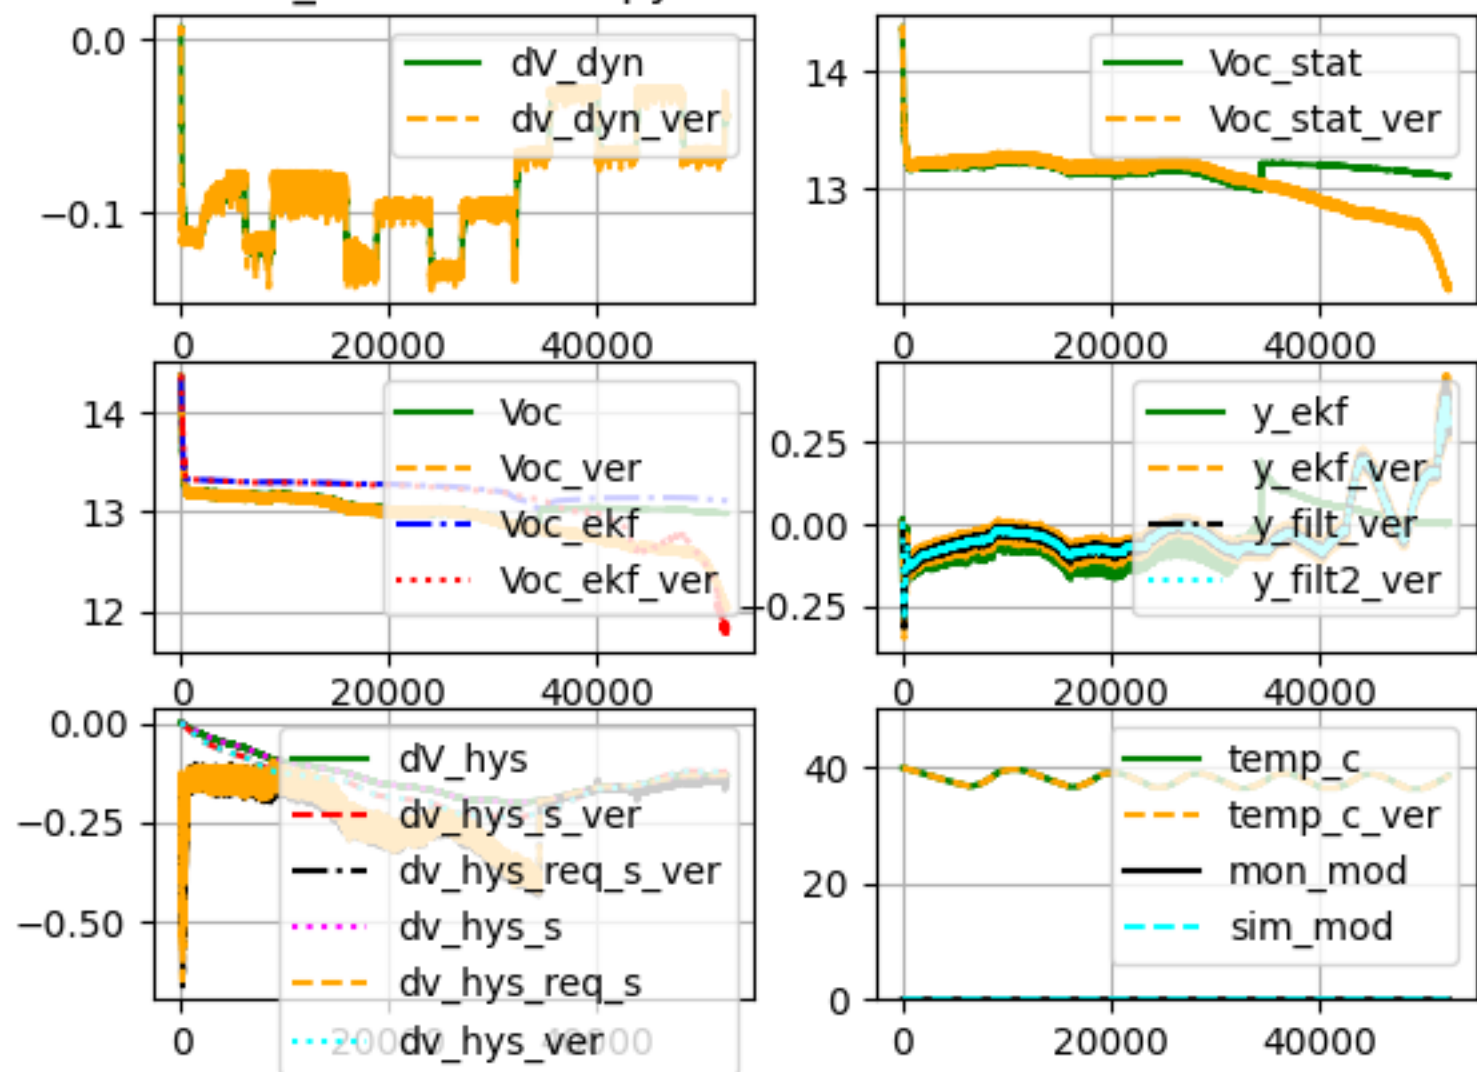 0.0
−0.1
dV_dyn
dv_dyn_ver
0 20000 40000
14
13
Voc_stat
Voc_stat_ver
0 20000 40000
14
13
12
Voc
Voc_ver
Voc_ekf
Voc_ekf_ver
0 20000 40000
0.25
0.00
−0.25
y_ekf
y_ekf_ver
y_filt_ver
y_filt2_ver
0 20000 40000
0.00
−0.25
−0.50
dV_hys
dv_hys_s_ver
dv_hys_req_s_ver
dv_hys_s
dv_hys_req_s
dv_hys_ver
0 20000 40000
40
20
0
temp_c
temp_c_ver
mon_mod
sim_mod
0 20000 40000